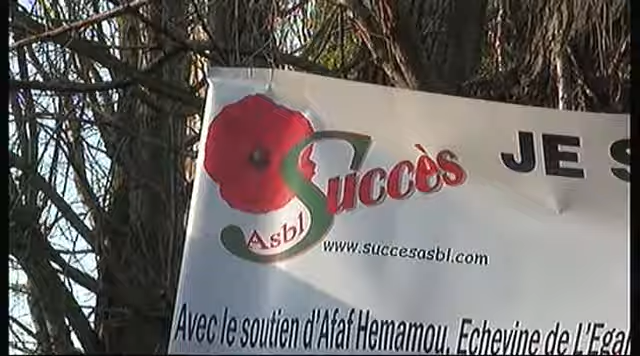 Succès
JE S
Asbl
www.succesasbl.com
Avec le soutien d'Afaf Hemamou, Echevine de L'Egal